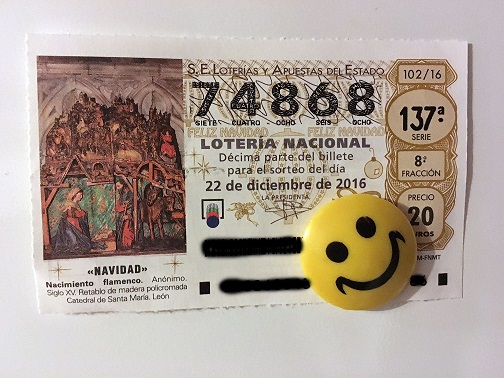 S.E. LOTERÍAS Y APUESTAS DEL ESTADO
102/16
74868
SIETE CUATRO OCHO SEIS OCHO
137ª
SERIE
FELIZ NAVIDAD FELIZ NAVIDAD
LOTERÍA NACIONAL
Décima parte del billete
para el sorteo del día
22 de diciembre de 2016
LA PRESIDENTA
8ª
FRACCIÓN
PRECIO
20
EUROS
M-FNMT
«NAVIDAD»
Nacimiento flamenco. Anónimo.
Siglo XV. Retablo de madera policromada
Catedral de Santa María. León